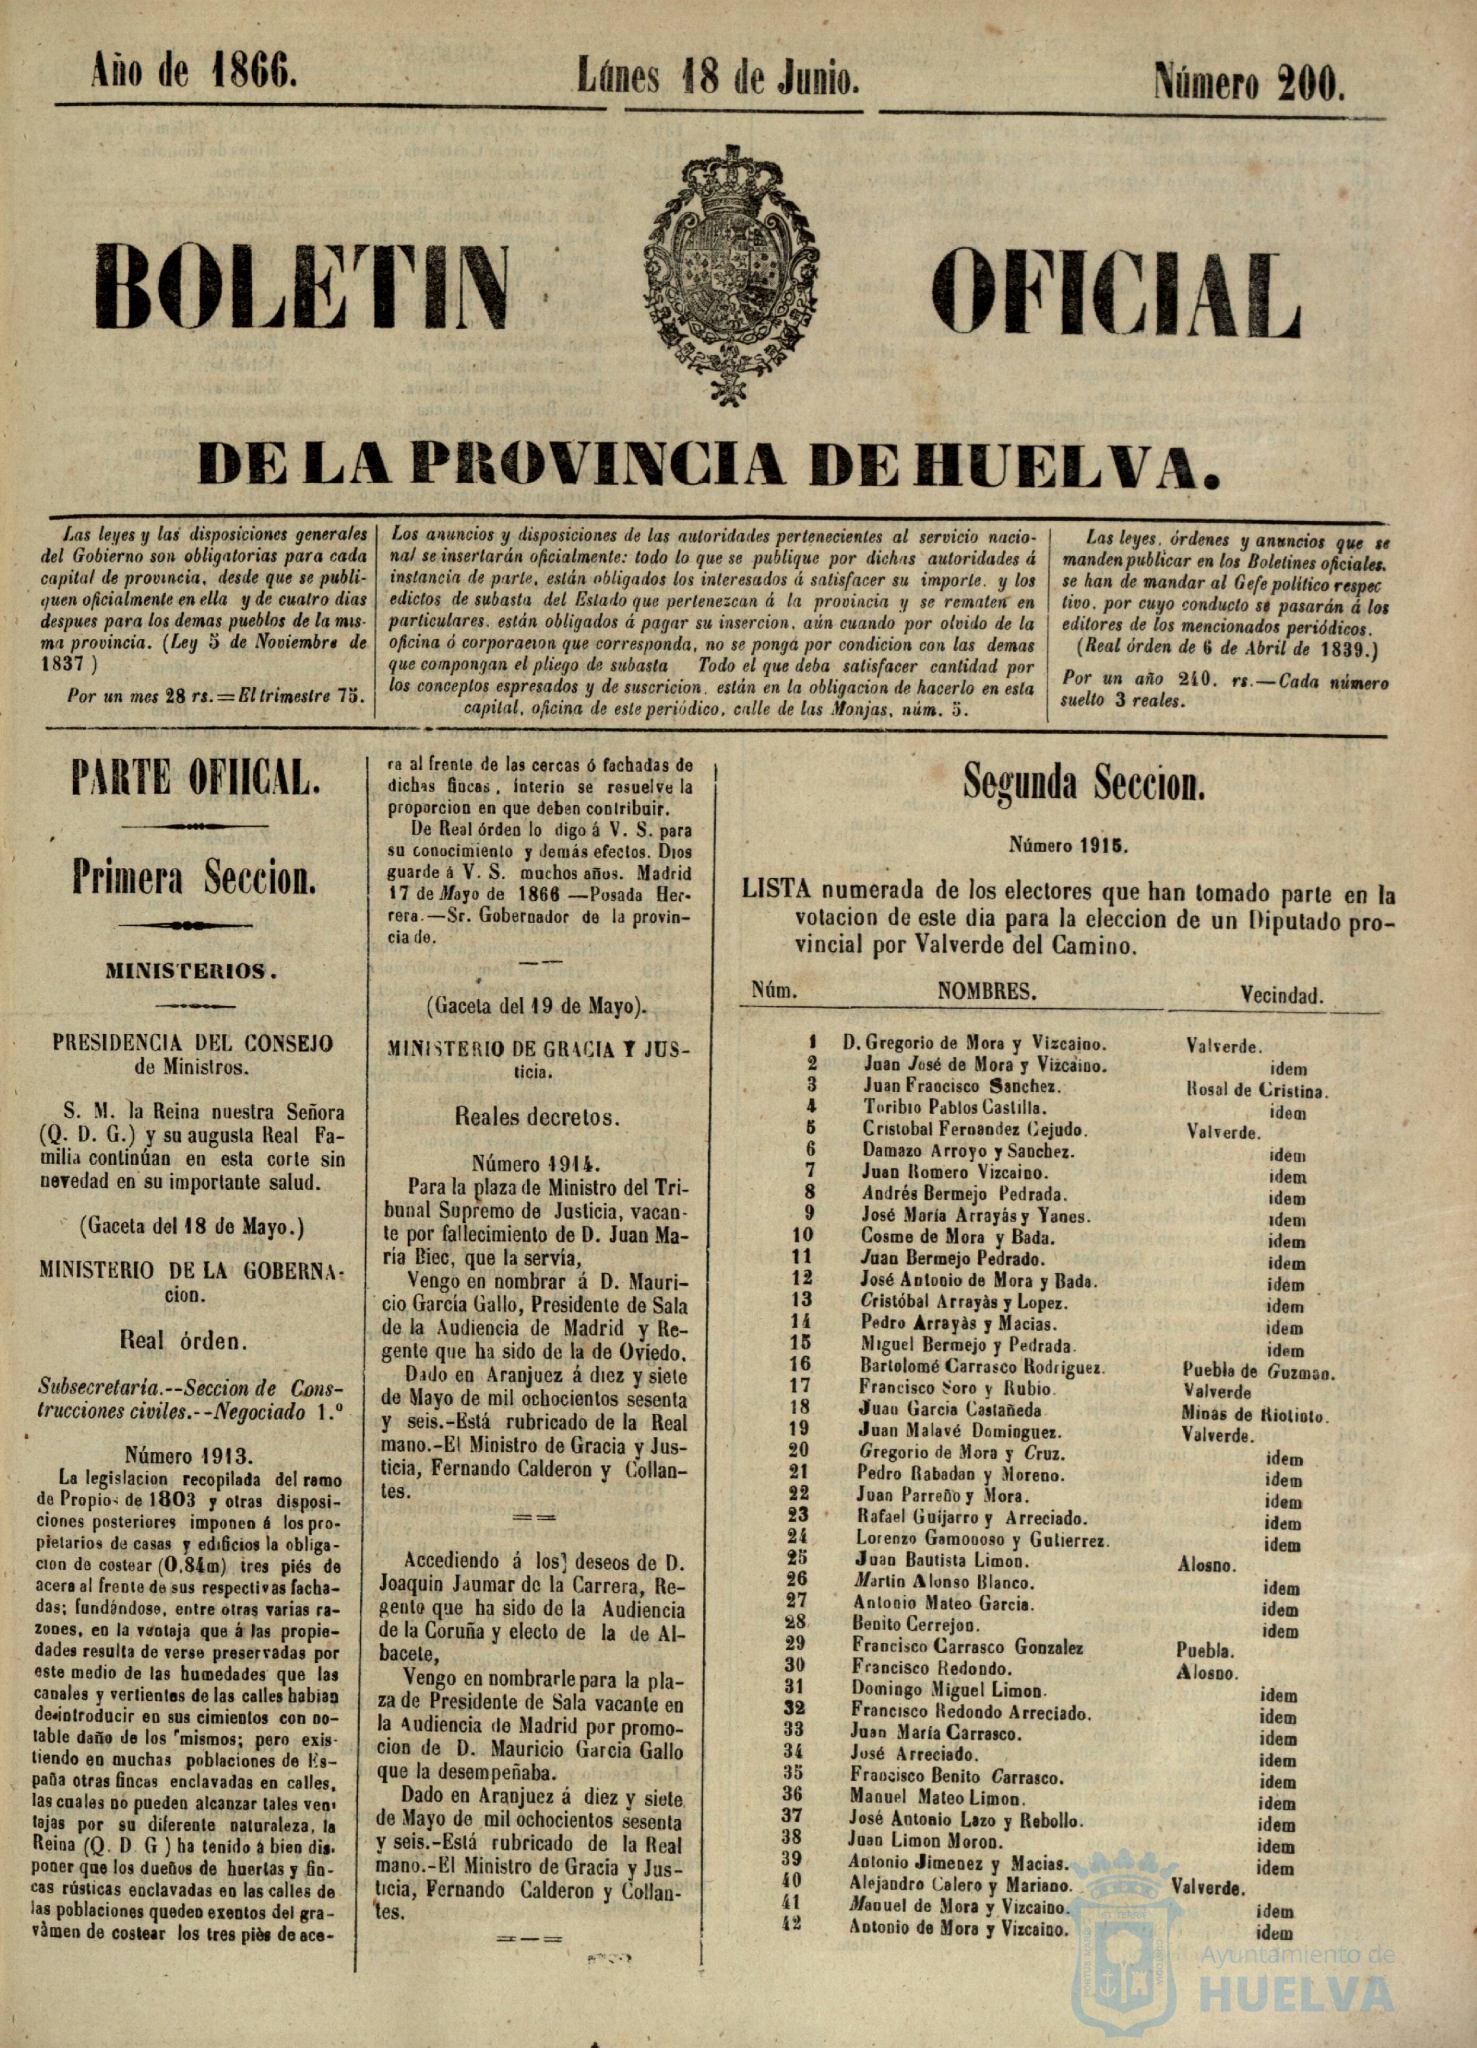 Año de 1866.
Lúnes 18 de Junio.
Número 200.
BOLETIN OFICIAL
DE LA PROVINCIA DE HUELVA.
Las leyes y las disposiciones generales
del Gobierno son obligatorias para cada
capital de provincia, desde que se publi-
quen oficialmente en ella y de cuatro dias
despues para los demas pueblos de la mis-
ma provincia. (Ley 5 de Noviembre de
1837 )
Por un mes 28 rs.=El trimestre 75.
Los anuncios y disposiciones de las autoridades pertenecientes al servicio nacio-
nal se insertarán oficialmente: todo lo que se publique por dichas autoridades á
instancia de parte, están obligados los interesados á satisfacer su importe. y los
edictos de subasta del Estado que pertenezcan á la provincia y se rematen en
particulares. están obligados á pagar su insercion, aún cuando por olvido de la
oficina ó corporacion que corresponda, no se ponga por condicion con las demas
que compongan el pliego de subasta Todo el que deba satisfacer cantidad por
los conceptos espresados y de suscricion, están en la obligacion de hacerlo en esta
capital, oficina de este periódico, calle de las Monjas, núm. 5.
Las leyes, órdenes y anuncios que se
manden publicar en los Boletines oficiales.
se han de mandar al Gefe político respec
tivo, por cuyo conducto se pasarán á los
editores de los mencionados periódicos.
(Real órden de 6 de Abril de 1839.)
Por un año 240. rs.—Cada número
suelto 3 reales.
PARTE OFIICAL.
Primera Seccion.
MINISTERIOS.
PRESIDENCIA DEL CONSEJO
de Ministros.
S. M. la Reina nuestra Señora
(Q. D. G.) y su augusta Real Fa-
milia continúan en esta corte sin
novedad en su importante salud.
(Gaceta del 18 de Mayo.)
MINISTERIO DE LA GOBERNA-
cion.
Real órden.
Subsecretaría.--Seccion de Cons-
trucciones civiles.--Negociado 1.º
Número 1913.
La legislacion recopilada del ramo
de Propios de 1803 y otras disposi-
ciones posteriores imponen á los pro-
pietarios de casas y edificios la obliga-
cion de costear (0,84m) tres piés de
acera al frente de sus respectivas facha-
das; fundándose, entre otras varias ra-
zones, en la ventaja que á las propie-
dades resulta de verse preservadas por
este medio de las humedades que las
canales y vertientes de las calles habian
de introducir en sus cimientos con no-
table daño de los mismos; pero exis-
tiendo en muchas poblaciones de Es-
paña otras fincas enclavadas en calles,
las cuales no pueden alcanzar tales ven-
tajas por su diferente naturaleza, la
Reina (Q. D. G ) ha tenido á bien dis-
poner que los dueños de huertas y fin-
cas rústicas enclavadas en las calles de
las poblaciones queden exentos del gra-
vàmen de costear los tres piès de ace-
ra al frente de las cercas ó fachadas de
dichas fincas, interin se resuelve la
proporcion en que deben contribuir.
De Real órden lo digo á V. S. para
su conocimiento y demás efectos. Dios
guarde á V. S. muchos años. Madrid
17 de Mayo de 1866 —Posada Her-
rera.—Sr. Gobernador de la provin-
cia de.
(Gaceta del 19 de Mayo).
MINISTERIO DE GRACIA Y JUS-
ticia.
Reales decretos.
Número 1914.
Para la plaza de Ministro del Tri-
bunal Supremo de Justicia, vacan-
te por fallecimiento de D. Juan Ma-
ría Biec, que la servía,
Vengo en nombrar á D. Mauri-
cio García Gallo, Presidente de Sala
de la Audiencia de Madrid y Re-
gente que ha sido de la de Oviedo.
Dado en Aranjuez á diez y siete
de Mayo de mil ochocientos sesenta
y seis.-Está rubricado de la Real
mano.-El Ministro de Gracia y Jus-
ticia, Fernando Calderon y Collan-
tes.
Accediendo á los] deseos de D.
Joaquin Jaumar de la Carrera, Re-
gente que ha sido de la Audiencia
de la Coruña y electo de la de Al-
bacete,
Vengo en nombrarle para la pla-
za de Presidente de Sala vacante en
la Audiencia de Madrid por promo-
cion de D. Mauricio Garcia Gallo
que la desempeñaba.
Dado en Aranjuez á diez y siete
de Mayo de mil ochocientos sesenta
y seis.-Está rubricado de la Real
mano.-El Ministro de Gracia y Jus-
ticia, Fernando Calderon y Collan-
tes.
Segunda Seccion.
Número 1915.
LISTA numerada de los electores que han tomado parte en la
votacion de este dia para la eleccion de un Diputado pro-
vincial por Valverde del Camino.
Núm. NOMBRES. Vecindad.
1 D. Gregorio de Mora y Vizcaino. Valverde.
2 Juan José de Mora y Vizcaino. idem
3 Juan Francisco Sanchez. Rosal de Cristina.
4 Toribio Pablos Castilla. idem
5 Cristobal Fernandez Cejudo. Valverde.
6 Damazo Arroyo y Sanchez. idem
7 Juan Romero Vizcaino. idem
8 Andrés Bermejo Pedrada. idem
9 José María Arrayás y Yanes. idem
10 Cosme de Mora y Bada. idem
11 Juan Bermejo Pedrado. idem
12 José Antonio de Mora y Bada. idem
13 Cristóbal Arrayàs y Lopez. idem
14 Pedro Arrayàs y Macias. idem
15 Miguel Bermejo y Pedrada. idem
16 Bartolomé Carrasco Rodriguez. Puebla de Guzman.
17 Francisco Soro y Rubio. Valverde
18 Juan Garcia Castañeda Minas de Riotinto.
19 Juan Malavé Dominguez. Valverde.
20 Gregorio de Mora y Cruz. idem
21 Pedro Rabadan y Moreno. idem
22 Juan Parreño y Mora. idem
23 Rafael Guijarro y Arreciado. idem
24 Lorenzo Gamonoso y Gutierrez. idem
25 Juan Bautista Limon. Alosno.
26 Martin Alonso Blanco. idem
27 Antonio Mateo Garcia. idem
28 Benito Cerrejon. idem
29 Francisco Carrasco Gonzalez Puebla.
30 Francisco Redondo. Alosno.
31 Domingo Miguel Limon. idem
32 Francisco Redondo Arreciado. idem
33 Juan María Carrasco. idem
34 José Arreciado. idem
35 Francisco Benito Carrasco. idem
36 Manuel Mateo Limon. idem
37 José Antonio Lazo y Rebollo. idem
38 Juan Limon Moron. idem
39 Antonio Jimenez y Macias. idem
40 Alejandro Calero y Mariano. Valverde.
41 Manuel de Mora y Vizcaino. idem
42 Antonio de Mora y Vizcaino. idem
Ayuntamiento de
HUELVA